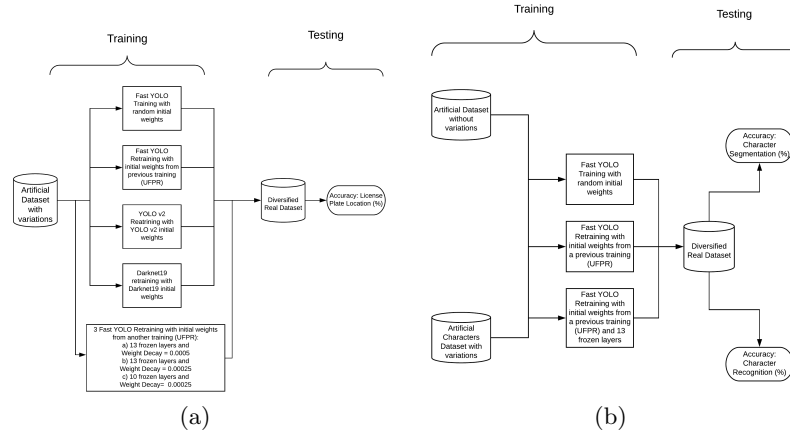 Training
Testing
Fast YOLO
Training with
random initial
weights
Fast YOLO
Retraining with
initial weights from
previous training
(UFPR)
YOLO v2
Reatrining with
YOLO v2 initial
weights
Darknet19
retraining with
Darknet19 initial
weights
3 Fast YOLO Retraining with initial weights
from another training (UFPR):
a) 13 frozen layers and
Weight Decay = 0.0005
b) 13 frozen layers and
Weight Decay = 0.00025
c) 10 frozen layers and
Weight Decay= 0.00025
Artificial
Dataset
with
variations
Diversified
Real Dataset
Accuracy: License
Plate Location (%)
(a)
Training
Testing
Artificial Dataset
without
variations
Artificial
Characters
Dataset with
variations
Fast YOLO
Training with
random initial
weights
Fast YOLO
Retraining with
initial weights from
a previous training
(UFPR)
Fast YOLO
Retraining with
initial weights from
a previous training
(UFPR) and 13
frozen layers
Diversified
Real Dataset
Accuracy:
Character
Segmentation (%)
Accuracy:
Character
Recognition (%)
(b)